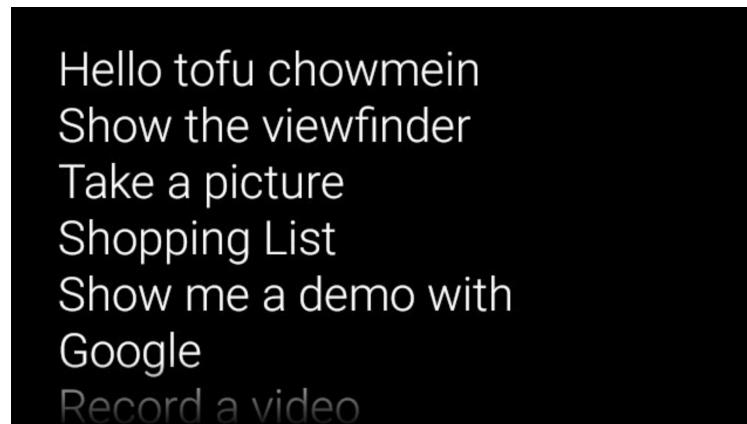 Hello tofu chowmein
Show the viewfinder
Take a picture
Shopping List
Show me a demo with
Google
Record a video